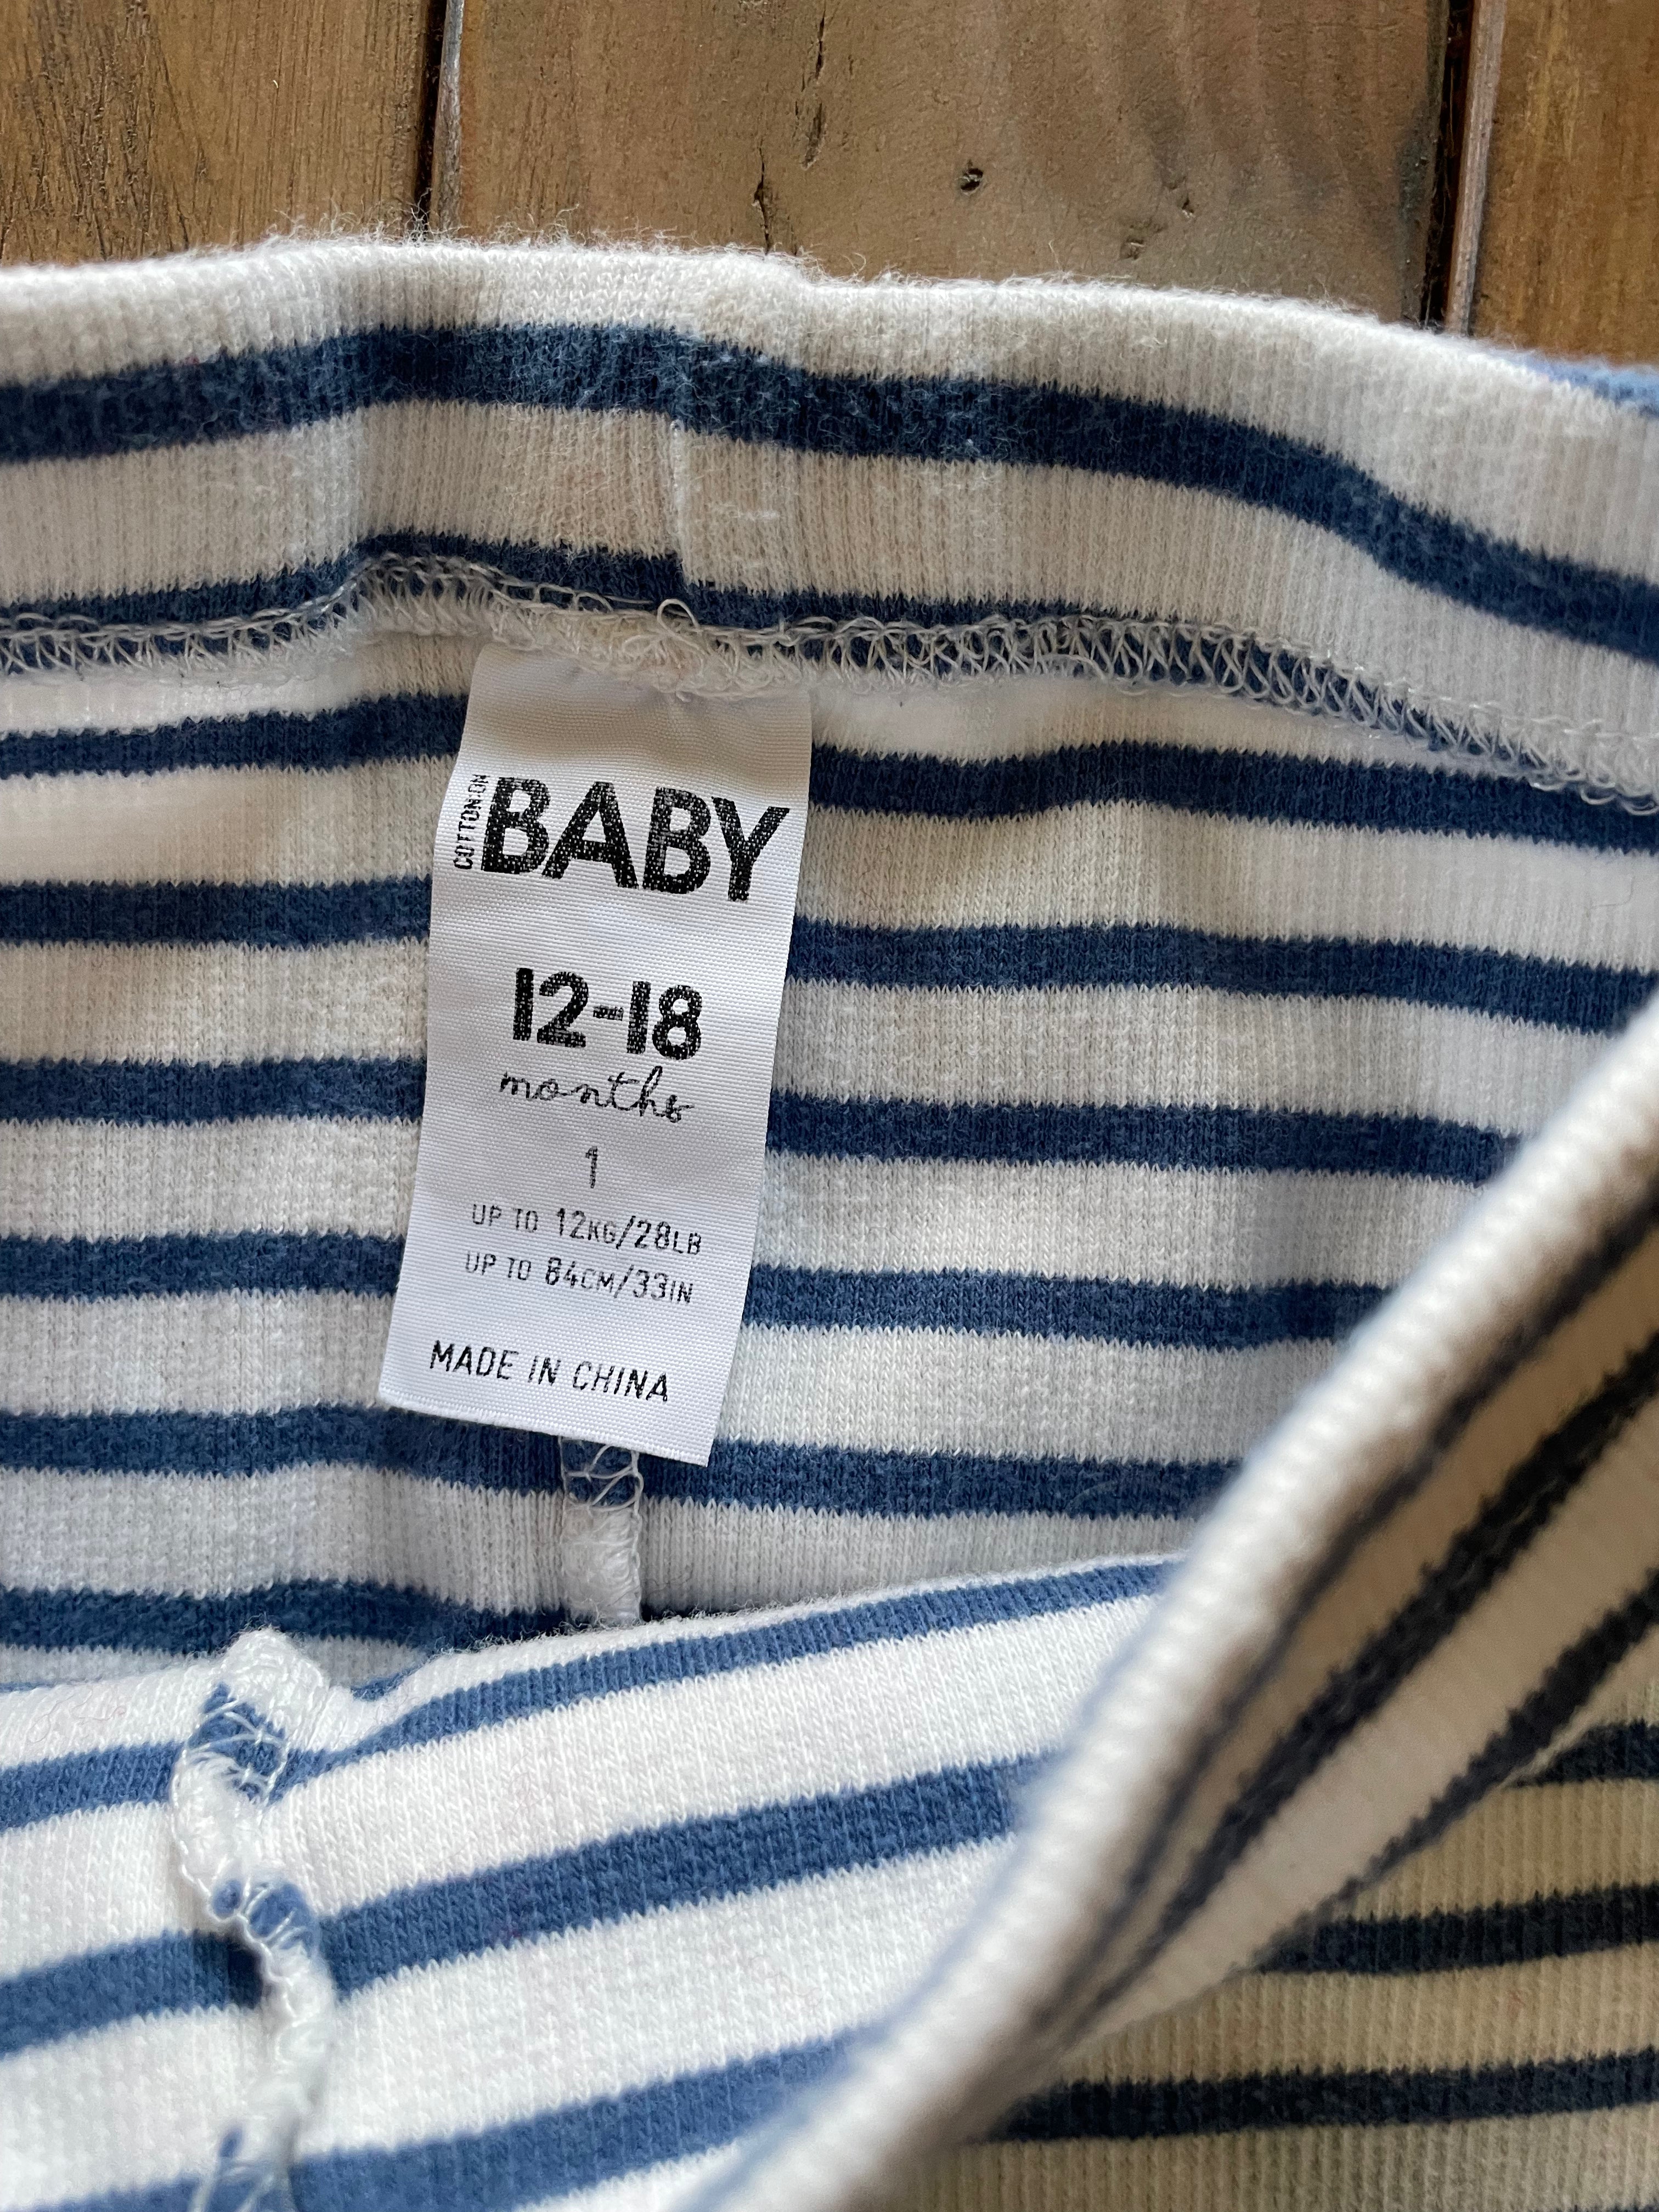 COTTON:ON
BABY
12-18
months
1
UP TO 12KG/28LB
UP TO 84CM/33IN
MADE IN CHINA